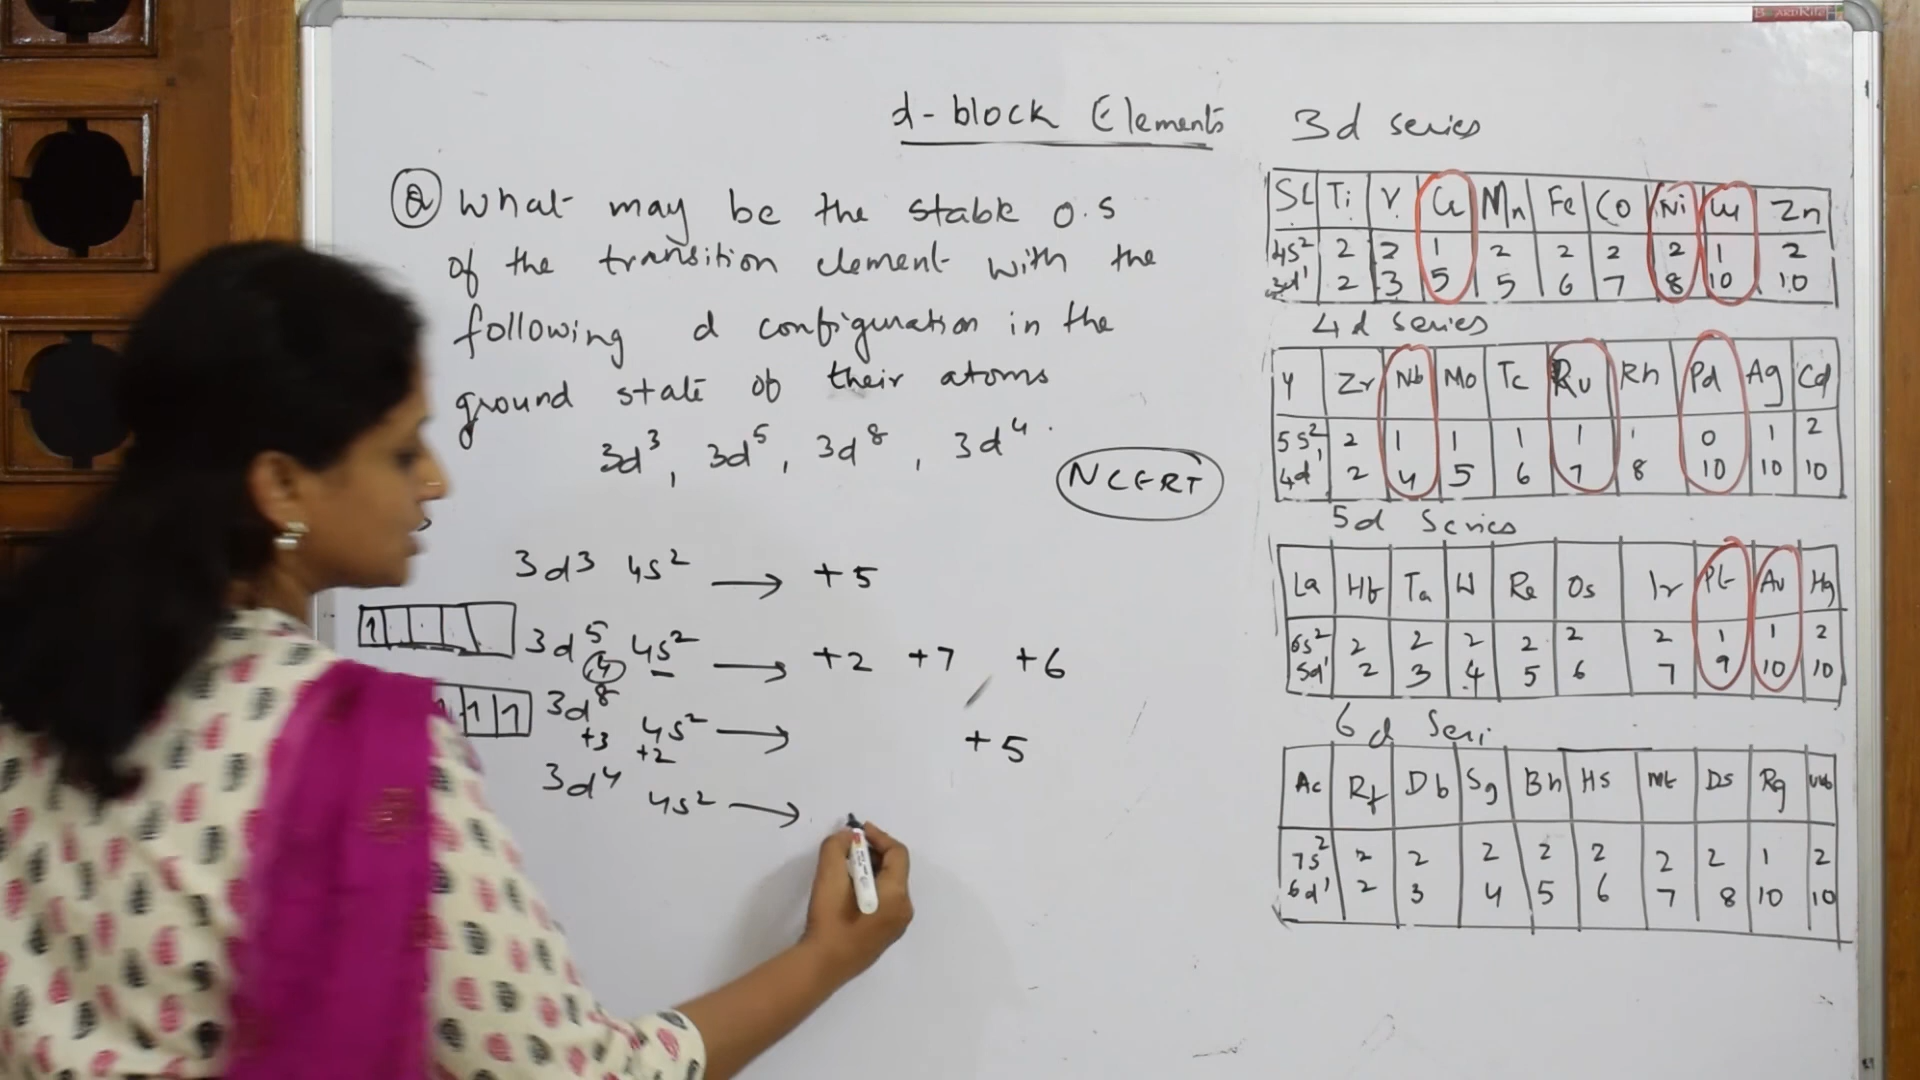 d-block Elements
Q What may be the stable O.S
of the transition element with the
following d configuration in the
ground state of their atoms
3d³, 3d⁵, 3d⁸, 3d⁴.
NCERT
3d³ 4s² → +5
1
3d⁵ 4s² → +2 +7 +6
4
1 1
3d⁸ 4s² → +5
+3 +2
3d⁴ 4s² →
3d series
Sc Ti V Cr Mn Fe Co Ni Cu Zn
4s² 2 2 1 2 2 2 2 1 2
3d¹ 2 3 5 5 6 7 8 10 10
4d series
Y Zr Nb Mo Tc Ru Rh Pd Ag Cd
5s² 2 1 1 1 1 1 0 1 2
4d¹ 2 4 5 6 7 8 10 10 10
5d Series
La Hf Ta W Re Os Ir Pt Au Hg
6s² 2 2 2 2 2 2 1 1 2
5d¹ 2 3 4 5 6 7 9 10 10
6d Seri
Ac Rf Db Sg Bh Hs Mt Ds Rg Uub
7s² 2 2 2 2 2 2 2 1 2
6d¹ 2 3 4 5 6 7 8 10 10